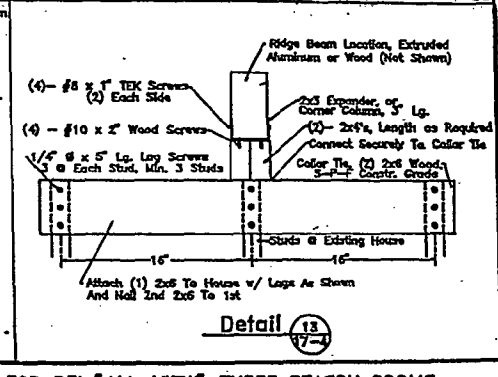 Ridge Beam Location, Extruded
Aluminum or Wood (Not Shown)
(4)- #8 x 1" TEK Screws
(2) Each Side
2x3 Expander, or
Corner Column, 3" Lg.
(4) - #10 x 2" Wood Screws
(2)- 2x4's, Length as Required
Connect Securely To Collar Tie
1/4" Ø x 5" Lg. Lag Screws
3 @ Each Stud, Min. 3 Studs
Collar Tie, (2) 2x6 Wood,
S-P-F Constr. Grade
Studs @ Existing House
16"
16"
Attach (1) 2x6 To House w/ Lags As Shown
And Nail 2nd 2x6 To 1st
Detail
13
17-4